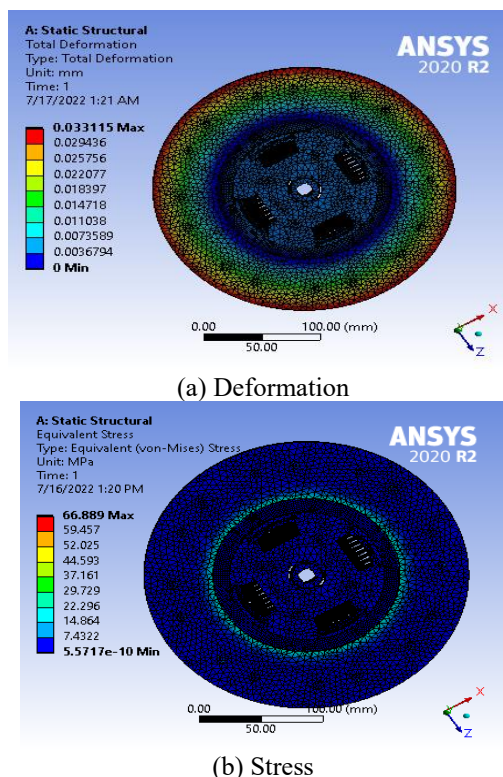 A: Static Structural
Total Deformation
Type: Total Deformation
Unit: mm
Time: 1
7/17/2022 1:21 AM
ANSYS
2020 R2
0.033115 Max
0.029436
0.025756
0.022077
0.018397
0.014718
0.011038
0.0073589
0.0036794
0 Min
0.00 100.00 (mm)
50.00
X
Z
(a) Deformation
A: Static Structural
Equivalent Stress
Type: Equivalent (von-Mises) Stress
Unit: MPa
Time: 1
7/16/2022 1:20 PM
ANSYS
2020 R2
66.889 Max
59.457
52.025
44.593
37.161
29.729
22.296
14.864
7.4322
5.5717e-10 Min
0.00 100.00 (mm)
50.00
X
Z
(b) Stress